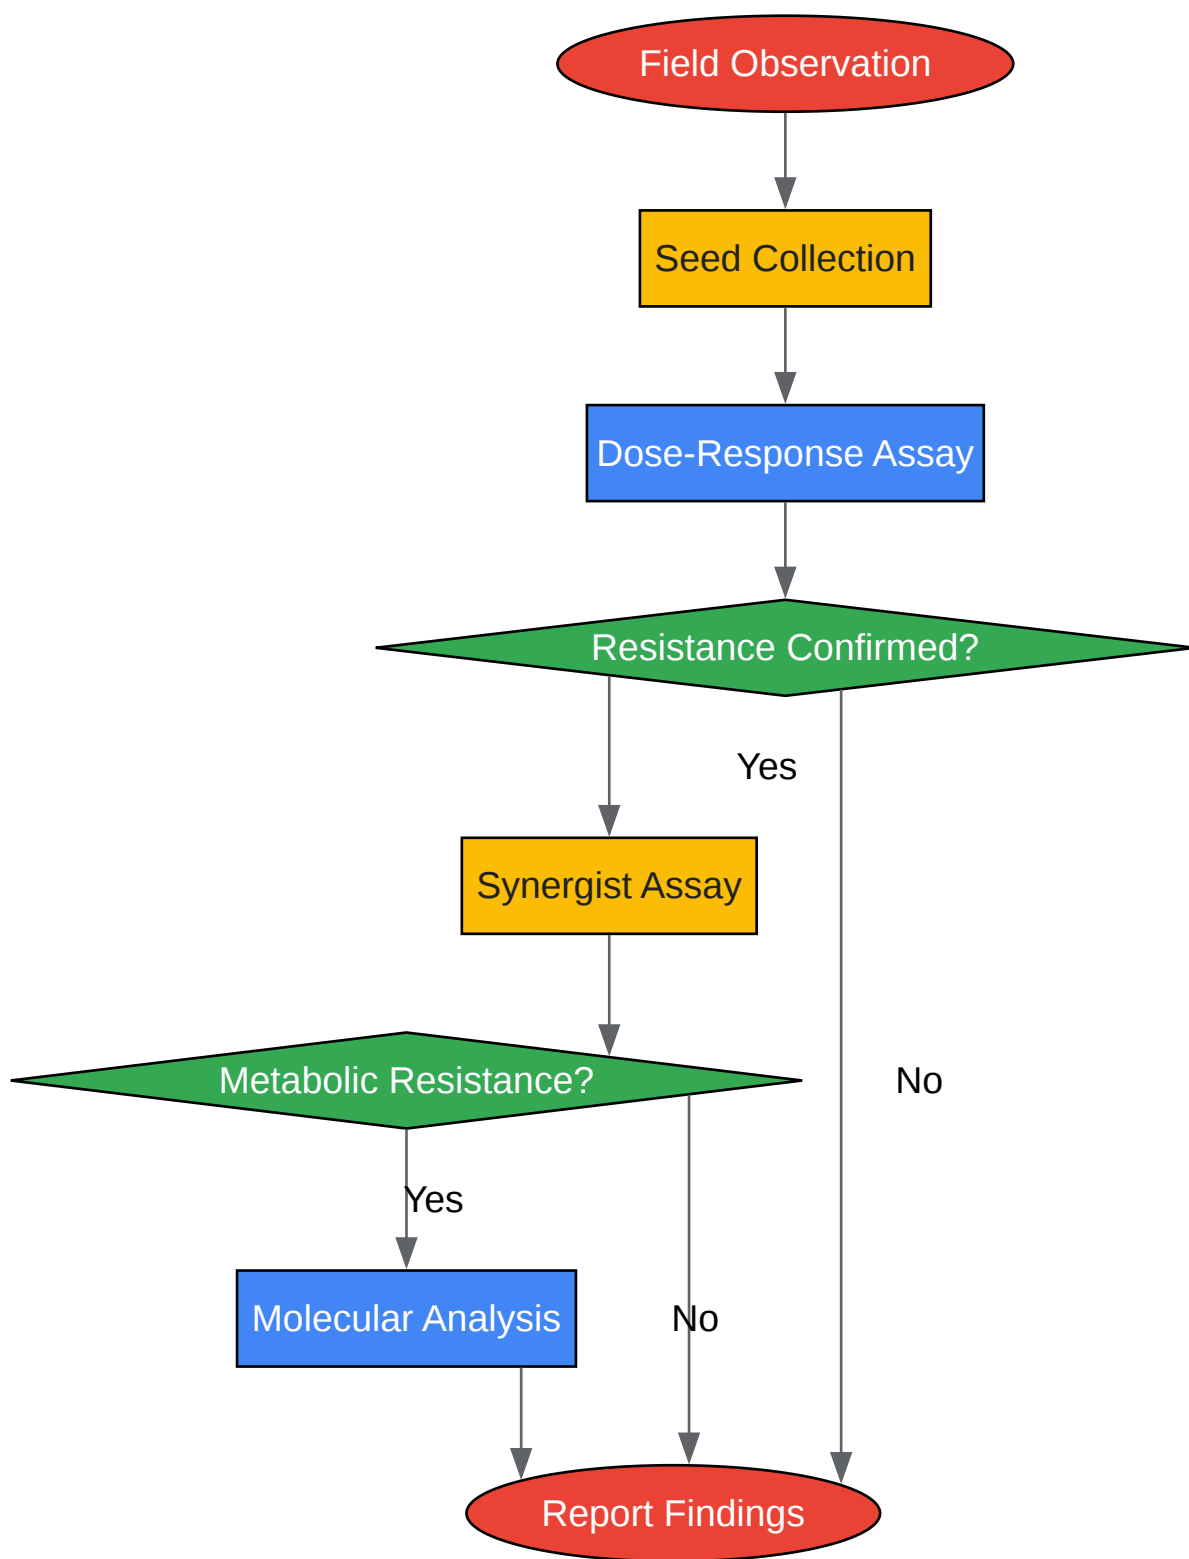 Field Observation
Seed Collection
Dose-Response Assay
Resistance Confirmed?
Yes
Synergist Assay
Metabolic Resistance?
No
Yes
Molecular Analysis
No
Report Findings